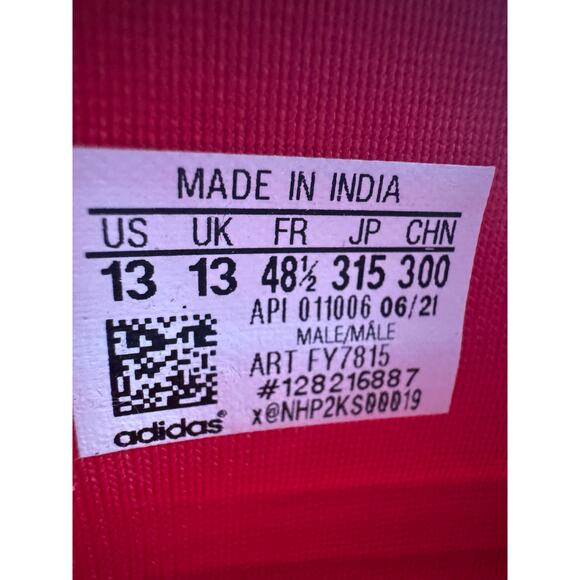 MADE IN INDIA
US UK FR JP CHN
13 13 48½ 315 300
API 011006 06/21
MALE/MÂLE
ART FY7815
#128216887
x@NHP2KS00019
adidas®